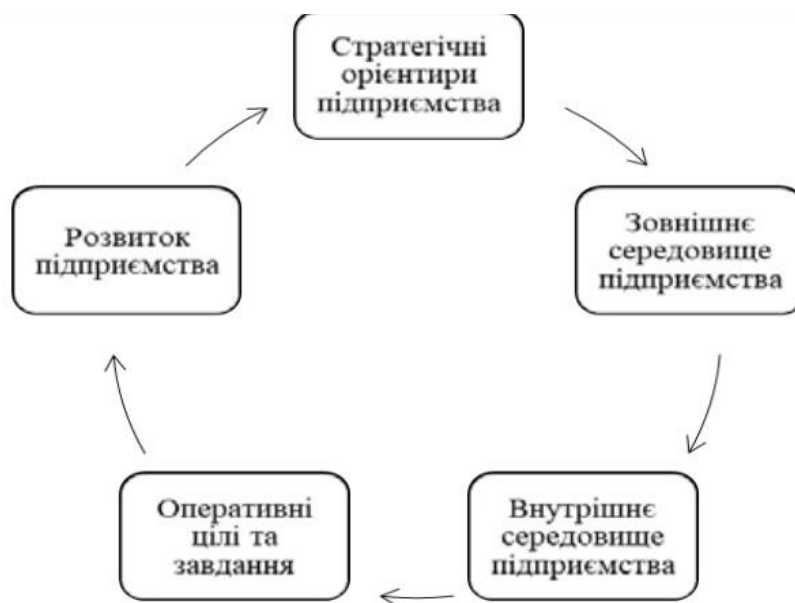 Стратегічні
орієнтири
підприємства
Зовнішнє
середовище
підприємства
Внутрішнє
середовище
підприємства
Оперативні
цілі та
завдання
Розвиток
підприємства